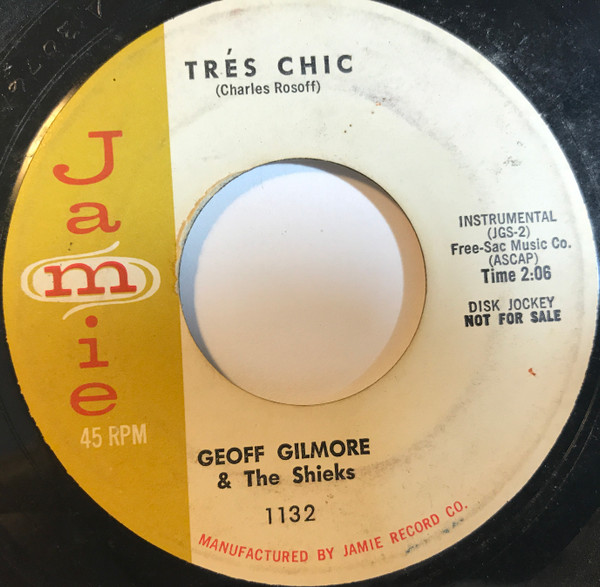 TRÉS CHIC
(Charles Rosoff)
Jamie
45 RPM
INSTRUMENTAL
(JGS-2)
Free-Sac Music Co.
(ASCAP)
Time 2:06
DISK JOCKEY
NOT FOR SALE
GEOFF GILMORE
& The Shieks
1132
MANUFACTURED BY JAMIE RECORD CO.